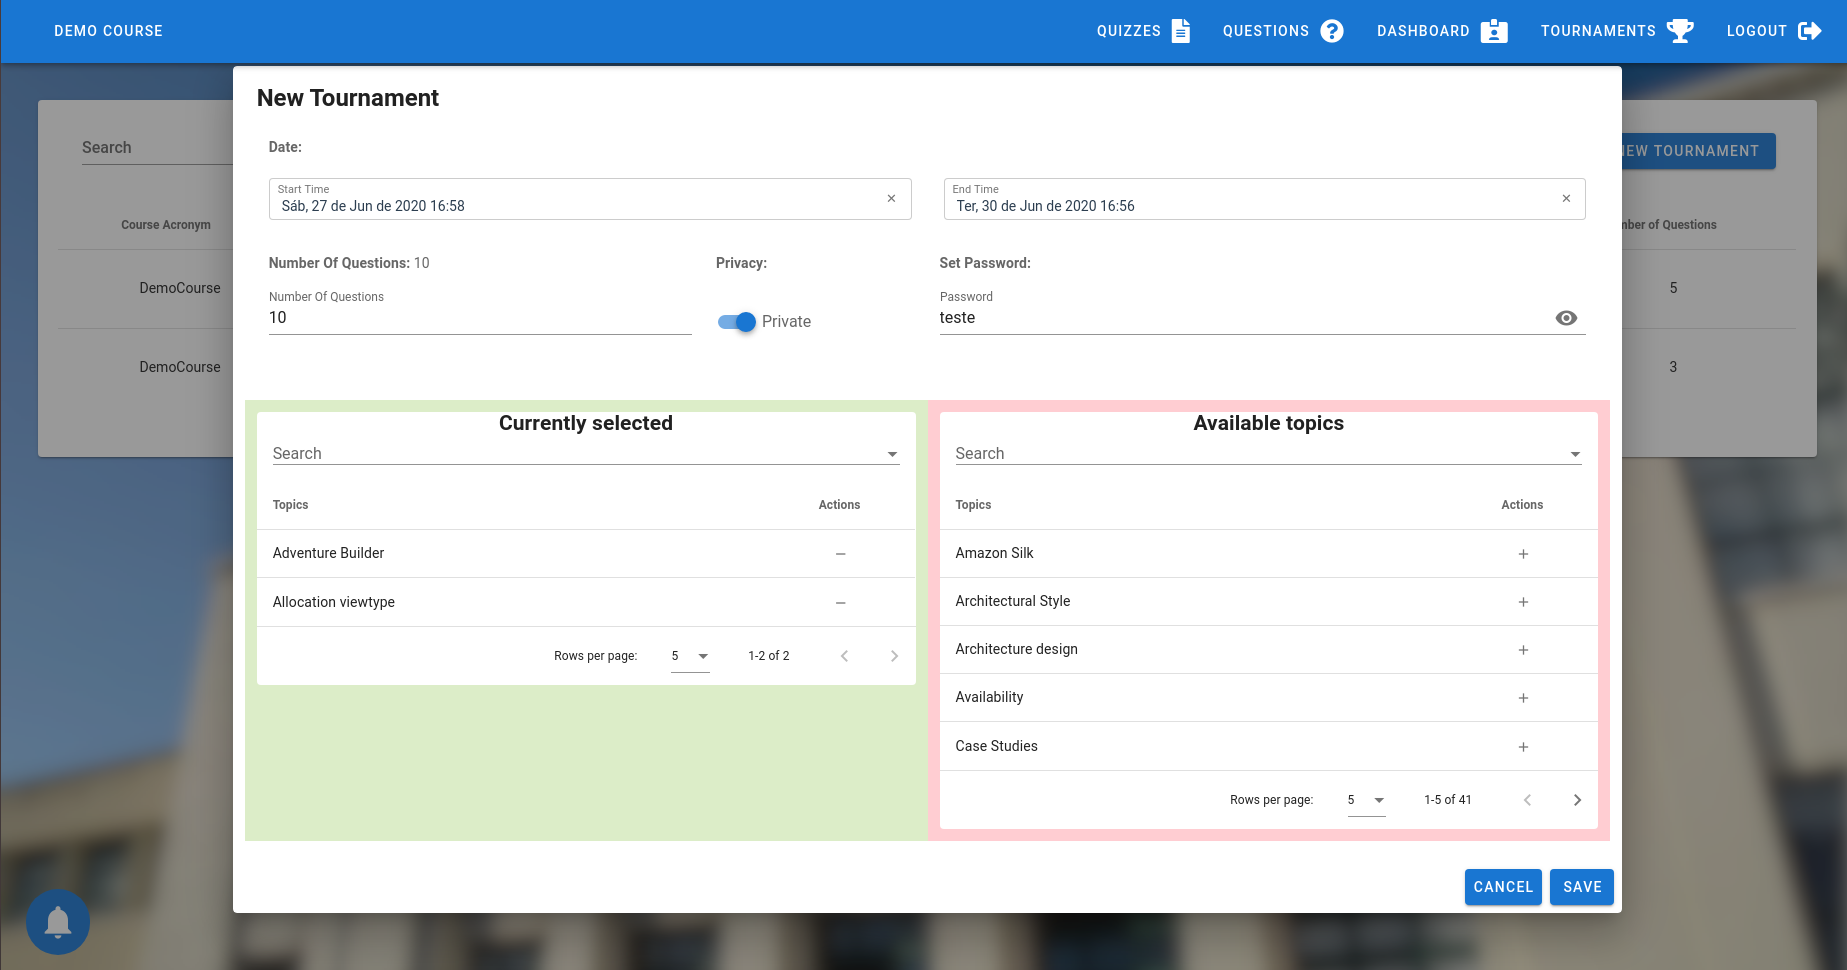 DEMO COURSE QUIZZES QUESTIONS DASHBOARD TOURNAMENTS LOGOUT
New Tournament
Search
NEW TOURNAMENT
Date:
Start Time End Time
Sáb, 27 de Jun de 2020 16:58 Ter, 30 de Jun de 2020 16:56
Course Acronym
Number of Questions
Number Of Questions: 10 Privacy: Set Password:
DemoCourse 5
Number Of Questions Password
10 Private teste
DemoCourse 3
Currently selected
Search
Topics Actions
Adventure Builder −
Allocation viewtype −
Rows per page: 5 1-2 of 2
Available topics
Search
Topics Actions
Amazon Silk +
Architectural Style +
Architecture design +
Availability +
Case Studies +
Rows per page: 5 1-5 of 41
CANCEL SAVE